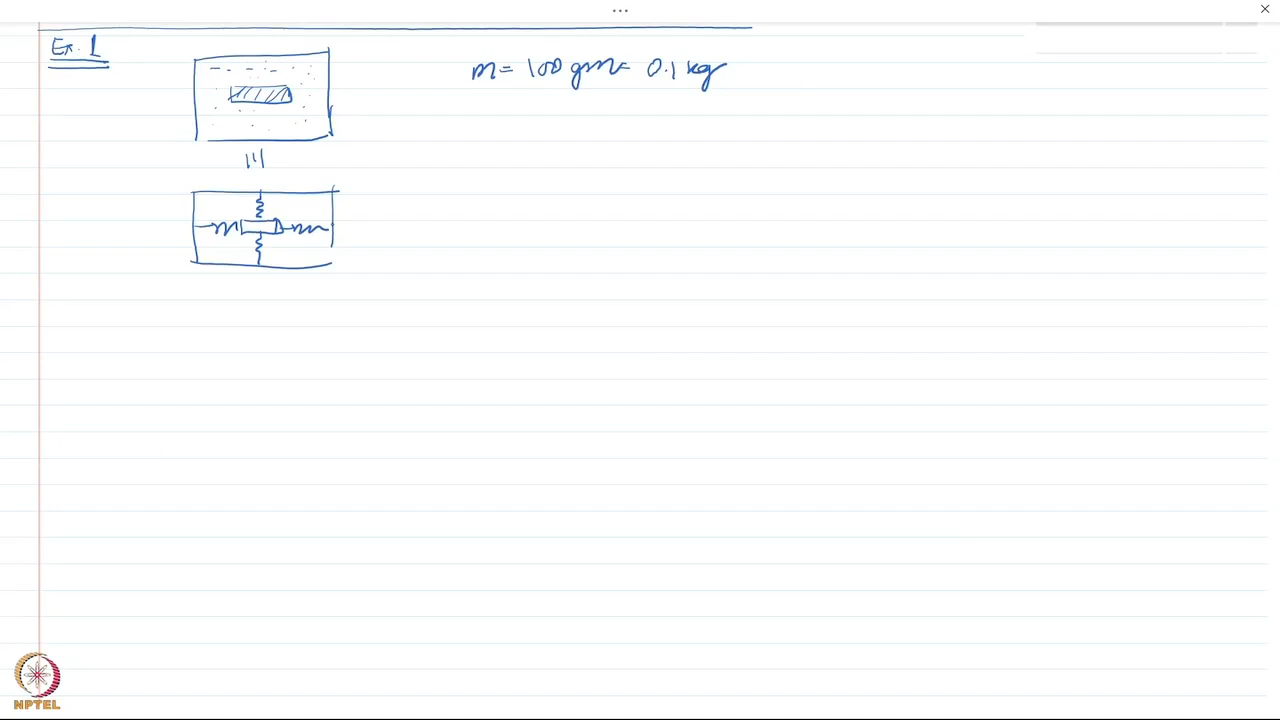 Ex. 1
m = 100 gm = 0.1 kg
NPTEL